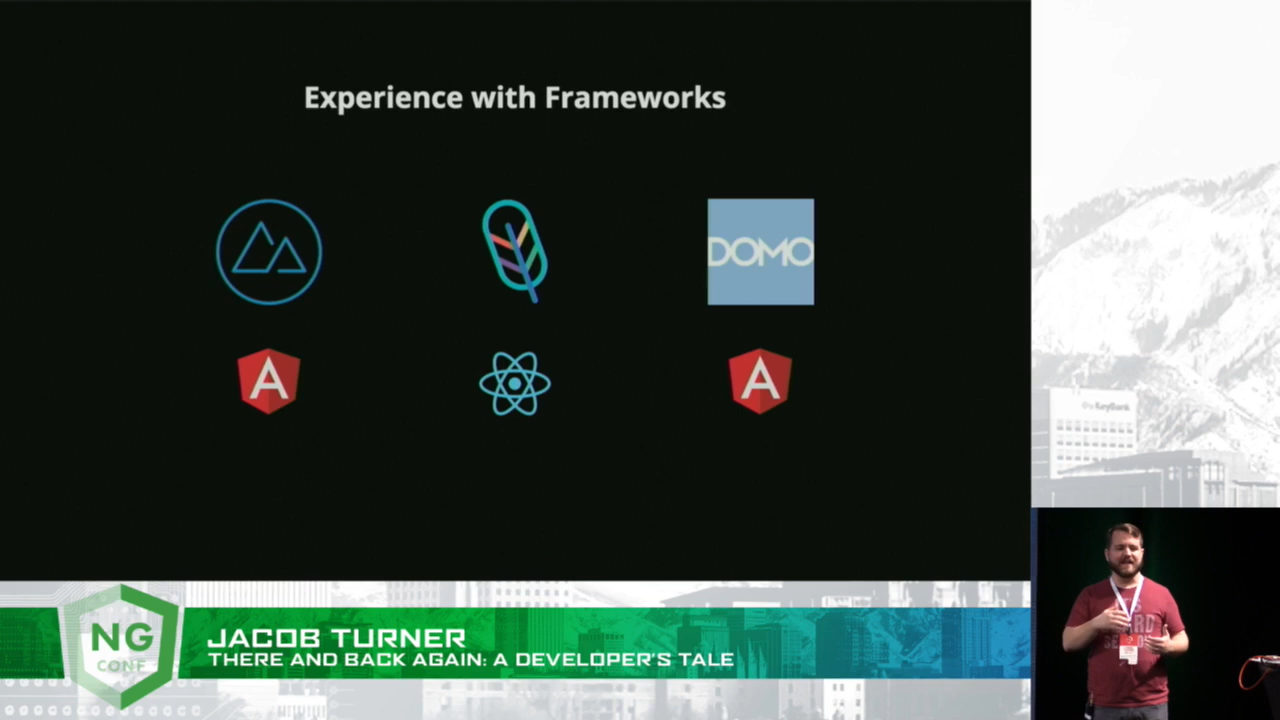 Experience with Frameworks
DOMO
A
A
KeyBank
NG
CONF
JACOB TURNER
THERE AND BACK AGAIN: A DEVELOPER'S TALE